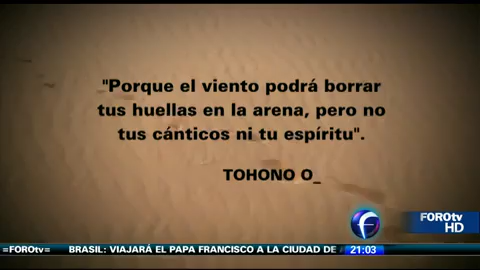 "Porque el viento podrá borrar
tus huellas en la arena, pero no
tus cánticos ni tu espíritu".
TOHONO O_
FOROtv
HD
=FOROtv=
BRASIL: VIAJARÁ EL PAPA FRANCISCO A LA CIUDAD DE
21:03